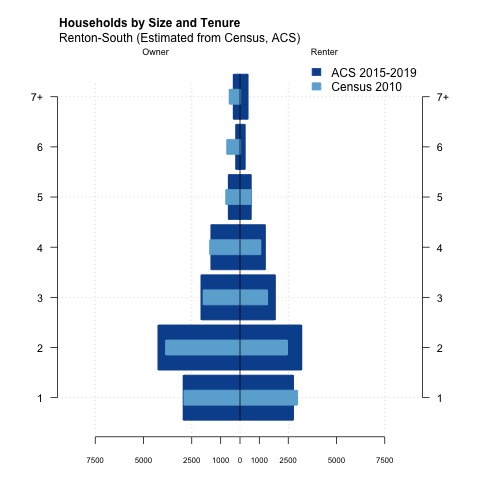 Households by Size and Tenure
Renton-South (Estimated from Census, ACS)
Owner Renter
ACS 2015-2019
Census 2010
7+ 7+
6 6
5 5
4 4
3 3
2 2
1 1
7500 5000 2500 1000 0 1000 2500 5000 7500